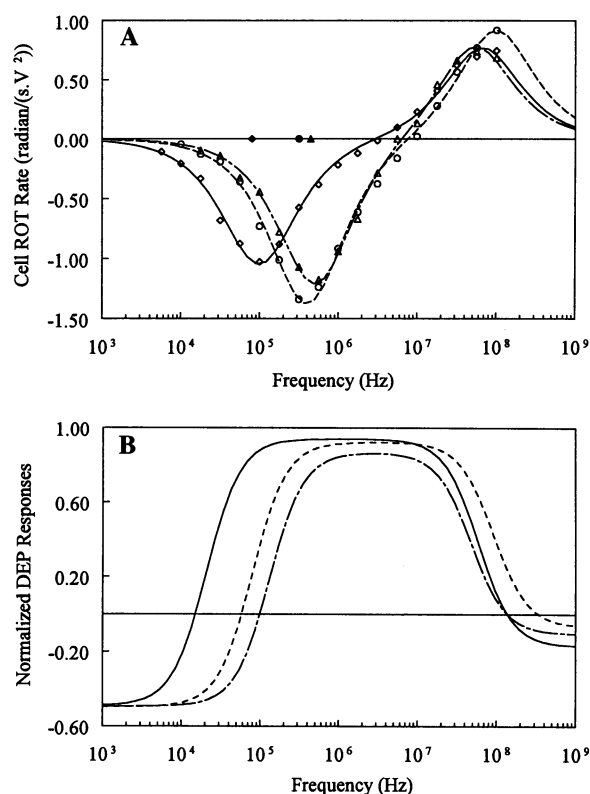 A
1.00
0.50
0.00
-0.50
-1.00
-1.50
Cell ROT Rate (radian/(s.V²))
10³ 10⁴ 10⁵ 10⁶ 10⁷ 10⁸ 10⁹
Frequency (Hz)
B
1.00
0.60
0.20
-0.20
-0.60
Normalized DEP Responses
10³ 10⁴ 10⁵ 10⁶ 10⁷ 10⁸ 10⁹
Frequency (Hz)